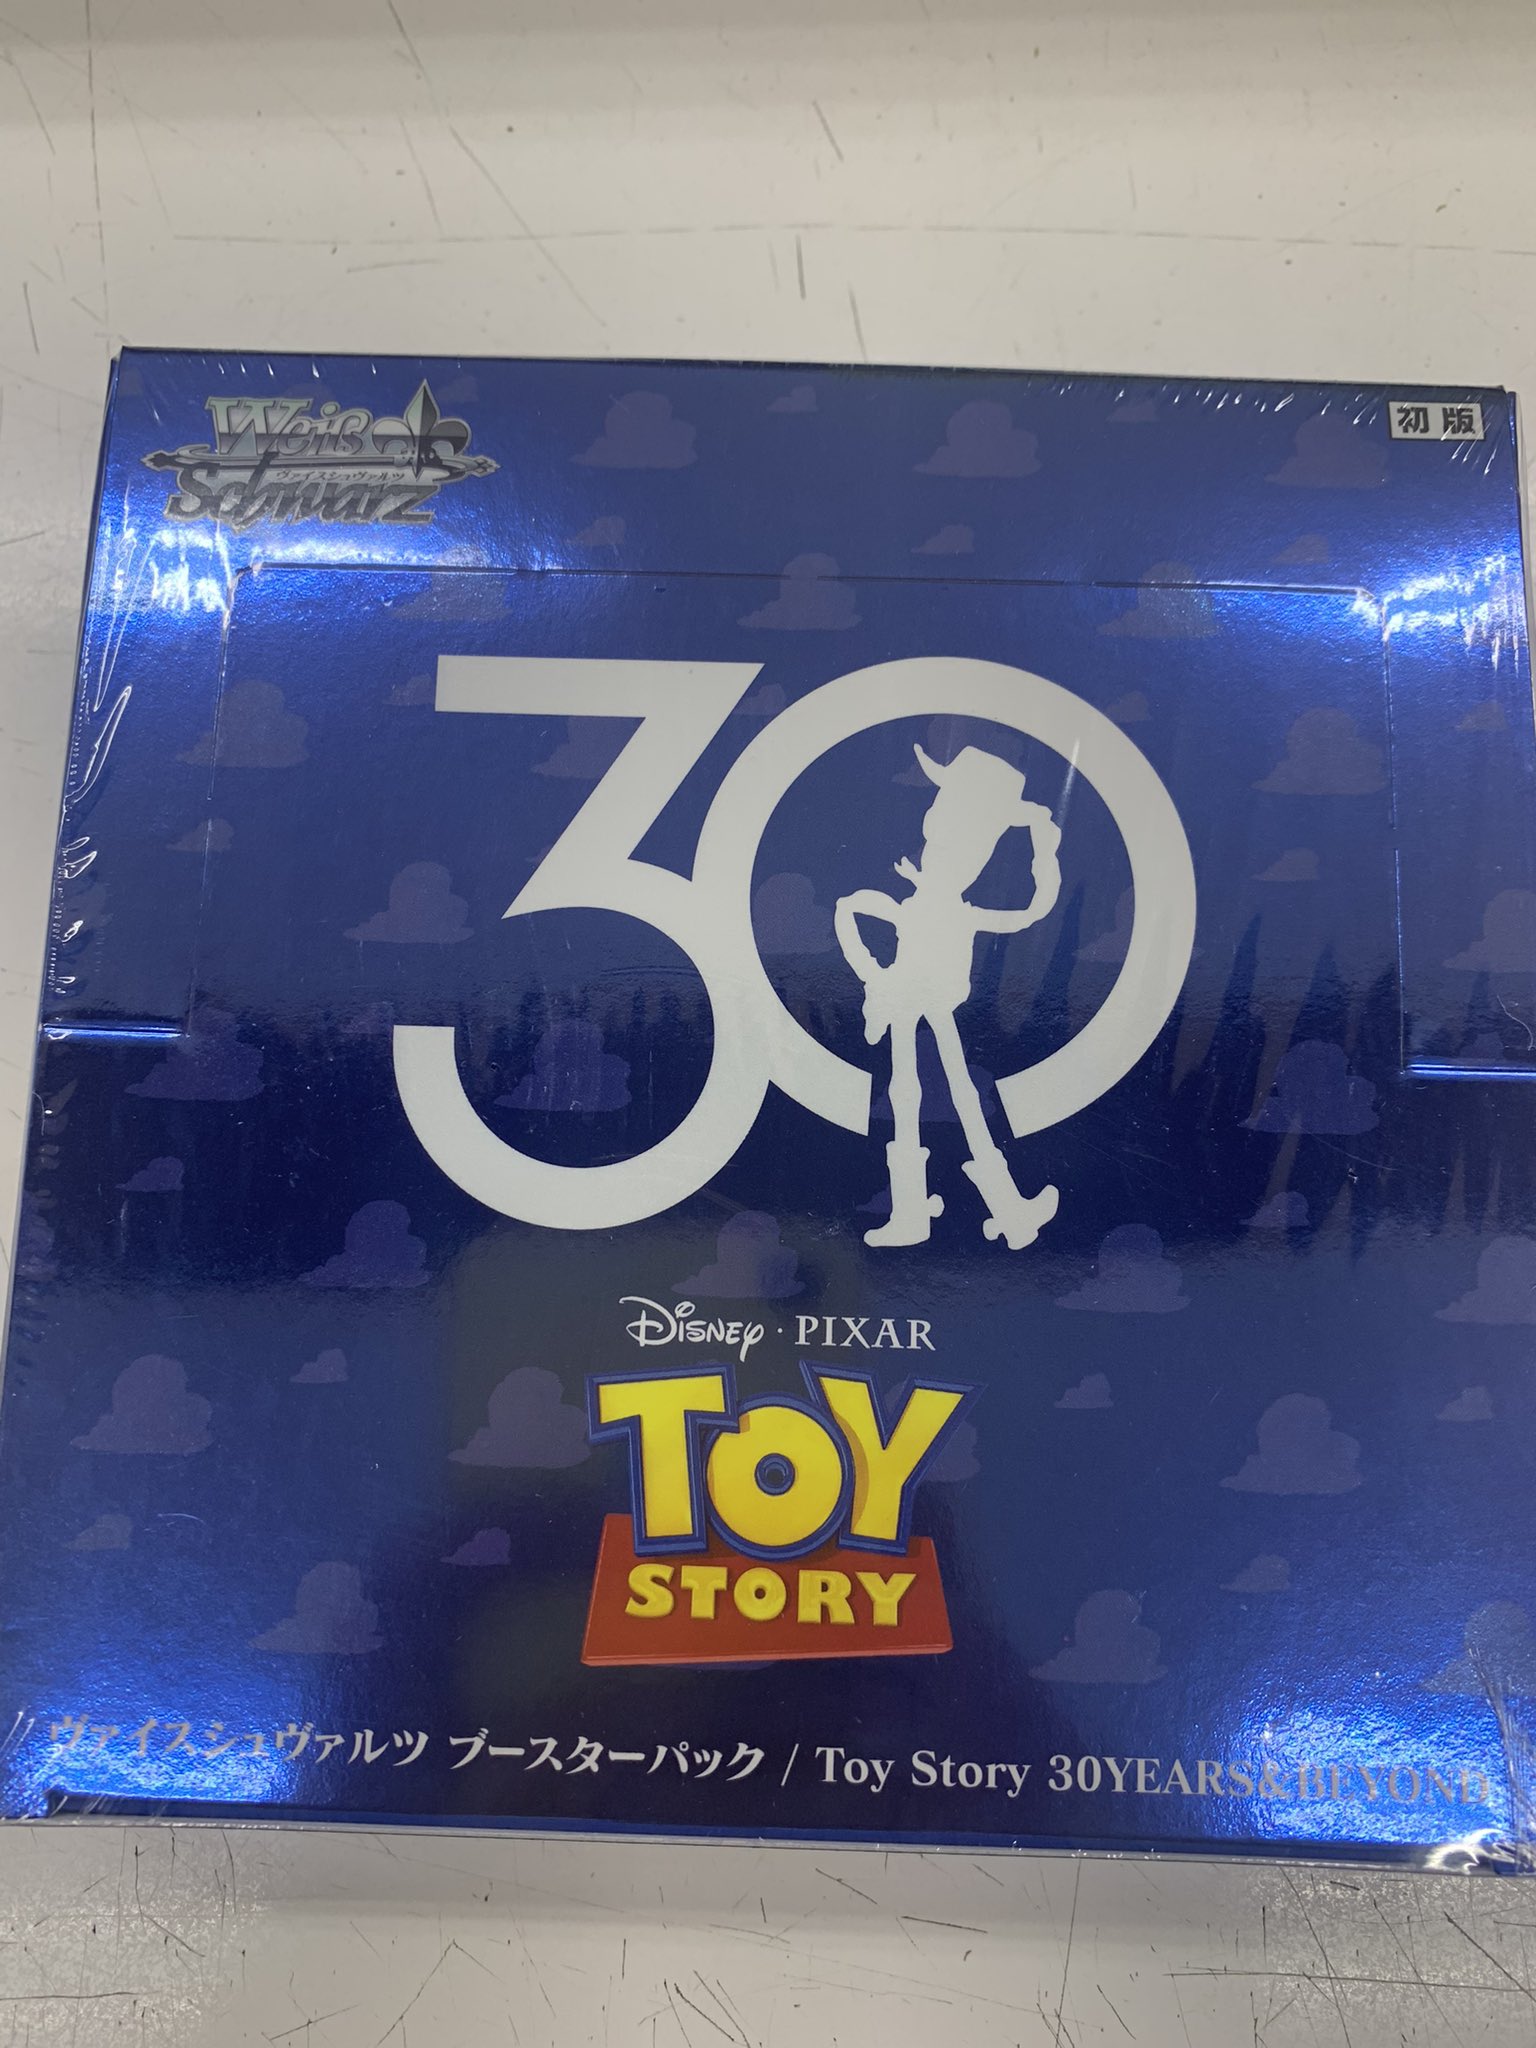 Weiß Schwarz
ヴァイスシュヴァルツ
初版
30
Disney · PIXAR
TOY
STORY
ヴァイスシュヴァルツ ブースターパック / Toy Story 30YEARS&BEYOND